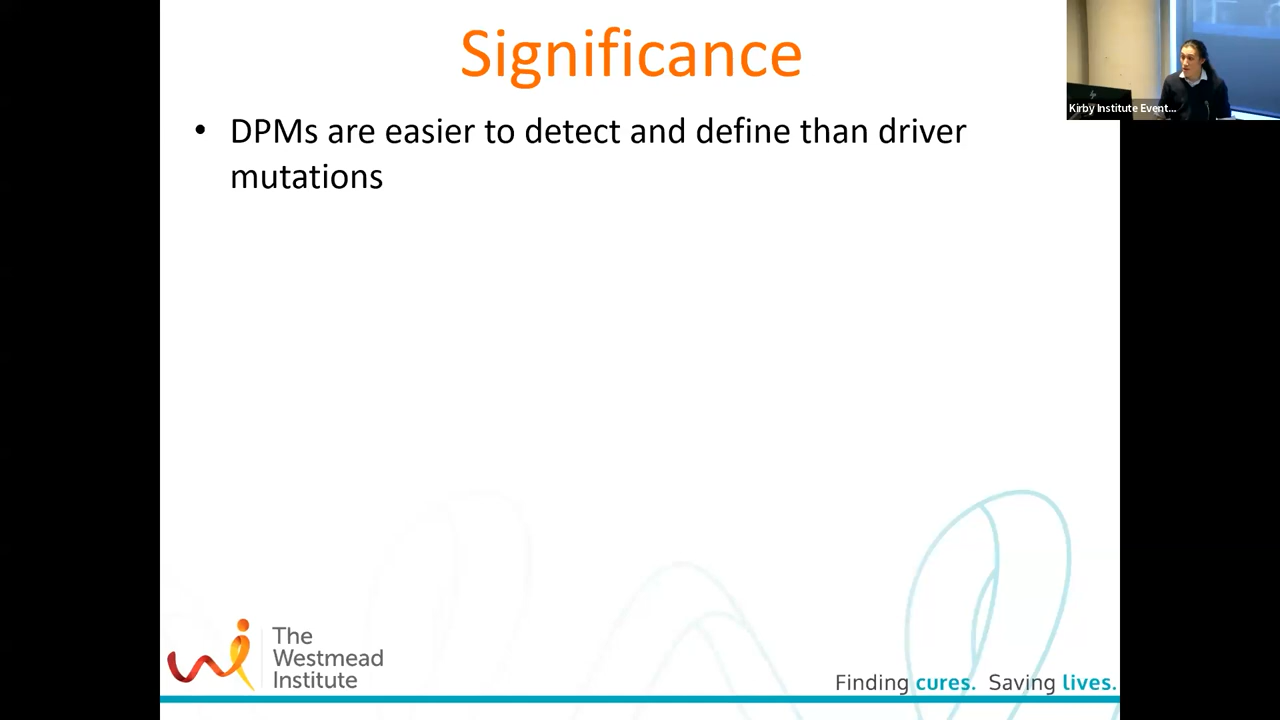 Significance
• DPMs are easier to detect and define than driver
mutations
Kirby Institute Event...
The
Westmead
Institute
Finding cures. Saving lives.